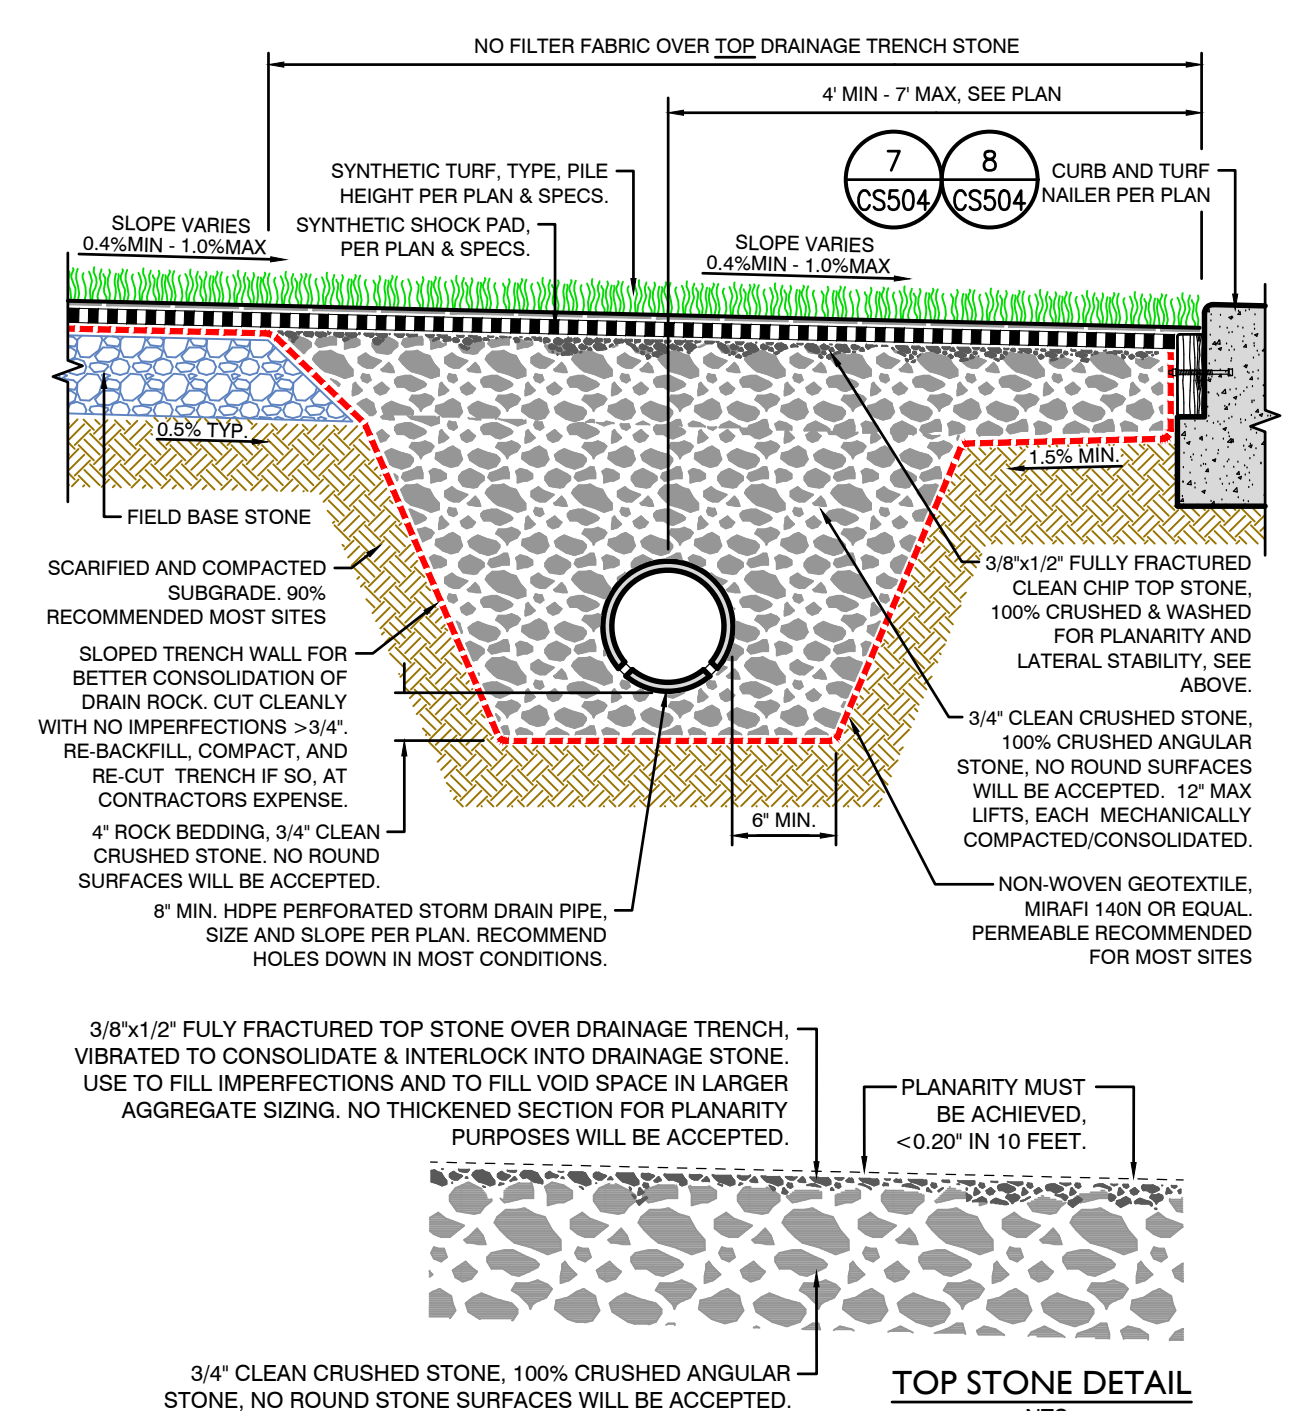 NO FILTER FABRIC OVER TOP DRAINAGE TRENCH STONE
4' MIN - 7' MAX, SEE PLAN
7
CS504
8
CS504
CURB AND TURF
NAILER PER PLAN
SYNTHETIC TURF, TYPE, PILE
HEIGHT PER PLAN & SPECS.
SYNTHETIC SHOCK PAD,
PER PLAN & SPECS.
SLOPE VARIES
0.4%MIN - 1.0%MAX
SLOPE VARIES
0.4%MIN - 1.0%MAX
0.5% TYP.
1.5% MIN.
FIELD BASE STONE
SCARIFIED AND COMPACTED
SUBGRADE. 90%
RECOMMENDED MOST SITES
SLOPED TRENCH WALL FOR
BETTER CONSOLIDATION OF
DRAIN ROCK. CUT CLEANLY
WITH NO IMPERFECTIONS >3/4".
RE-BACKFILL, COMPACT, AND
RE-CUT TRENCH IF SO, AT
CONTRACTORS EXPENSE.
4" ROCK BEDDING, 3/4" CLEAN
CRUSHED STONE. NO ROUND
SURFACES WILL BE ACCEPTED.
8" MIN. HDPE PERFORATED STORM DRAIN PIPE,
SIZE AND SLOPE PER PLAN. RECOMMEND
HOLES DOWN IN MOST CONDITIONS.
6" MIN.
3/8"x1/2" FULLY FRACTURED
CLEAN CHIP TOP STONE,
100% CRUSHED & WASHED
FOR PLANARITY AND
LATERAL STABILITY, SEE
ABOVE.
3/4" CLEAN CRUSHED STONE,
100% CRUSHED ANGULAR
STONE, NO ROUND SURFACES
WILL BE ACCEPTED. 12" MAX
LIFTS, EACH MECHANICALLY
COMPACTED/CONSOLIDATED.
NON-WOVEN GEOTEXTILE,
MIRAFI 140N OR EQUAL.
PERMEABLE RECOMMENDED
FOR MOST SITES
3/8"x1/2" FULY FRACTURED TOP STONE OVER DRAINAGE TRENCH,
VIBRATED TO CONSOLIDATE & INTERLOCK INTO DRAINAGE STONE.
USE TO FILL IMPERFECTIONS AND TO FILL VOID SPACE IN LARGER
AGGREGATE SIZING. NO THICKENED SECTION FOR PLANARITY
PURPOSES WILL BE ACCEPTED.
PLANARITY MUST
BE ACHIEVED,
<0.20" IN 10 FEET.
3/4" CLEAN CRUSHED STONE, 100% CRUSHED ANGULAR
STONE, NO ROUND STONE SURFACES WILL BE ACCEPTED.
TOP STONE DETAIL